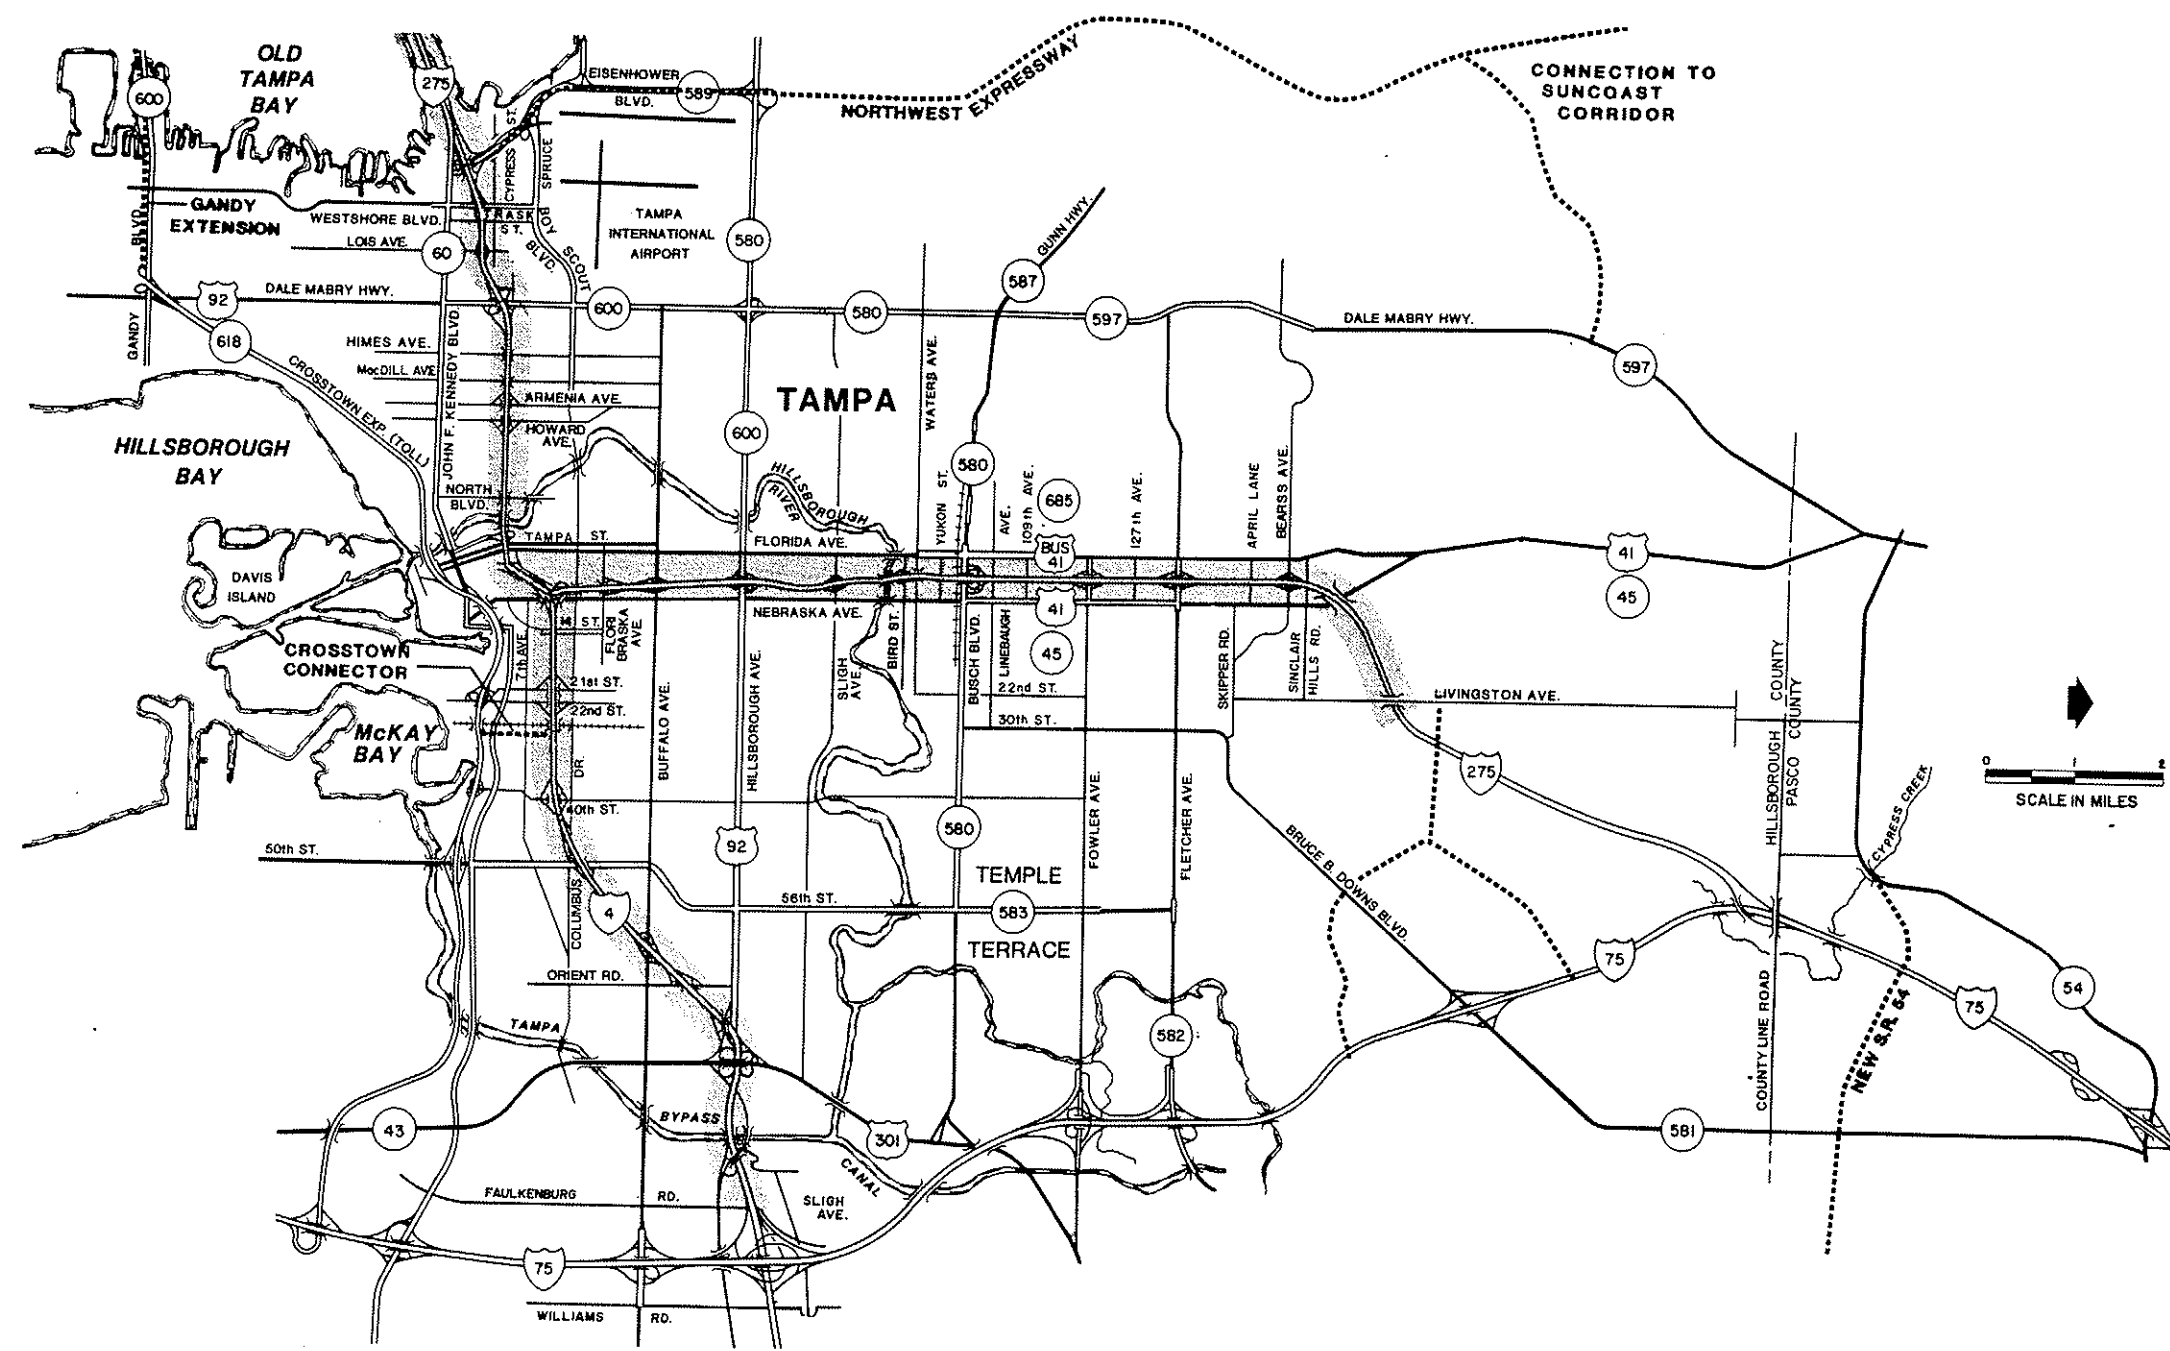 OLD
TAMPA
BAY
600
275
EISENHOWER
BLVD.
589
NORTHWEST EXPRESSWAY
CONNECTION TO
SUNCOAST
CORRIDOR
CYPRESS ST.
SPRUCE
GANDY
EXTENSION
WESTSHORE BLVD.
TRASK
ST.
BOY SCOUT
BLVD.
LOIS AVE.
60
TAMPA
INTERNATIONAL
AIRPORT
580
GUNN HWY.
587
GANDY BLVD.
92
DALE MABRY HWY.
600
580
597
DALE MABRY HWY.
597
618
CROSSTOWN EXP. (TOLL)
HIMES AVE.
MacDILL AVE
ARMENIA AVE.
HOWARD
AVE.
JOHN F. KENNEDY BLVD.
TAMPA
600
WATERS AVE.
HILLSBOROUGH
BAY
NORTH
BLVD.
HILLSBOROUGH
RIVER
580
YUKON ST.
AVE.
109th AVE.
685
127th AVE.
APRIL LANE
BEARSS AVE.
TAMPA ST.
FLORIDA AVE.
BUS
41
41
45
DAVIS
ISLAND
NEBRASKA AVE.
41
45
14 ST.
FLORI
BRASKA
AVE.
7th AVE.
CROSSTOWN
CONNECTOR
BIRD ST.
SLIGH
AVE.
BUSCH BLVD.
LINEBAUGH
SKIPPER RD.
SINCLAIR
HILLS RD.
21st ST.
22nd ST.
22nd ST.
30th ST.
LIVINGSTON AVE.
HILLSBOROUGH COUNTY
PASCO COUNTY
McKAY
BAY
DR.
BUFFALO AVE.
HILLSBOROUGH AVE.
275
0 1 2
SCALE IN MILES
CYPRESS CREEK
40th ST.
580
FOWLER AVE.
FLETCHER AVE.
BRUCE B. DOWNS BLVD.
50th ST.
92
COLUMBUS
4
56th ST.
583
TEMPLE
TERRACE
75
54
75
ORIENT RD.
TAMPA
BYPASS
CANAL
582
COUNTY LINE ROAD
NEW S.R. 54
43
301
581
FAULKENBURG RD.
SLIGH
AVE.
75
WILLIAMS RD.